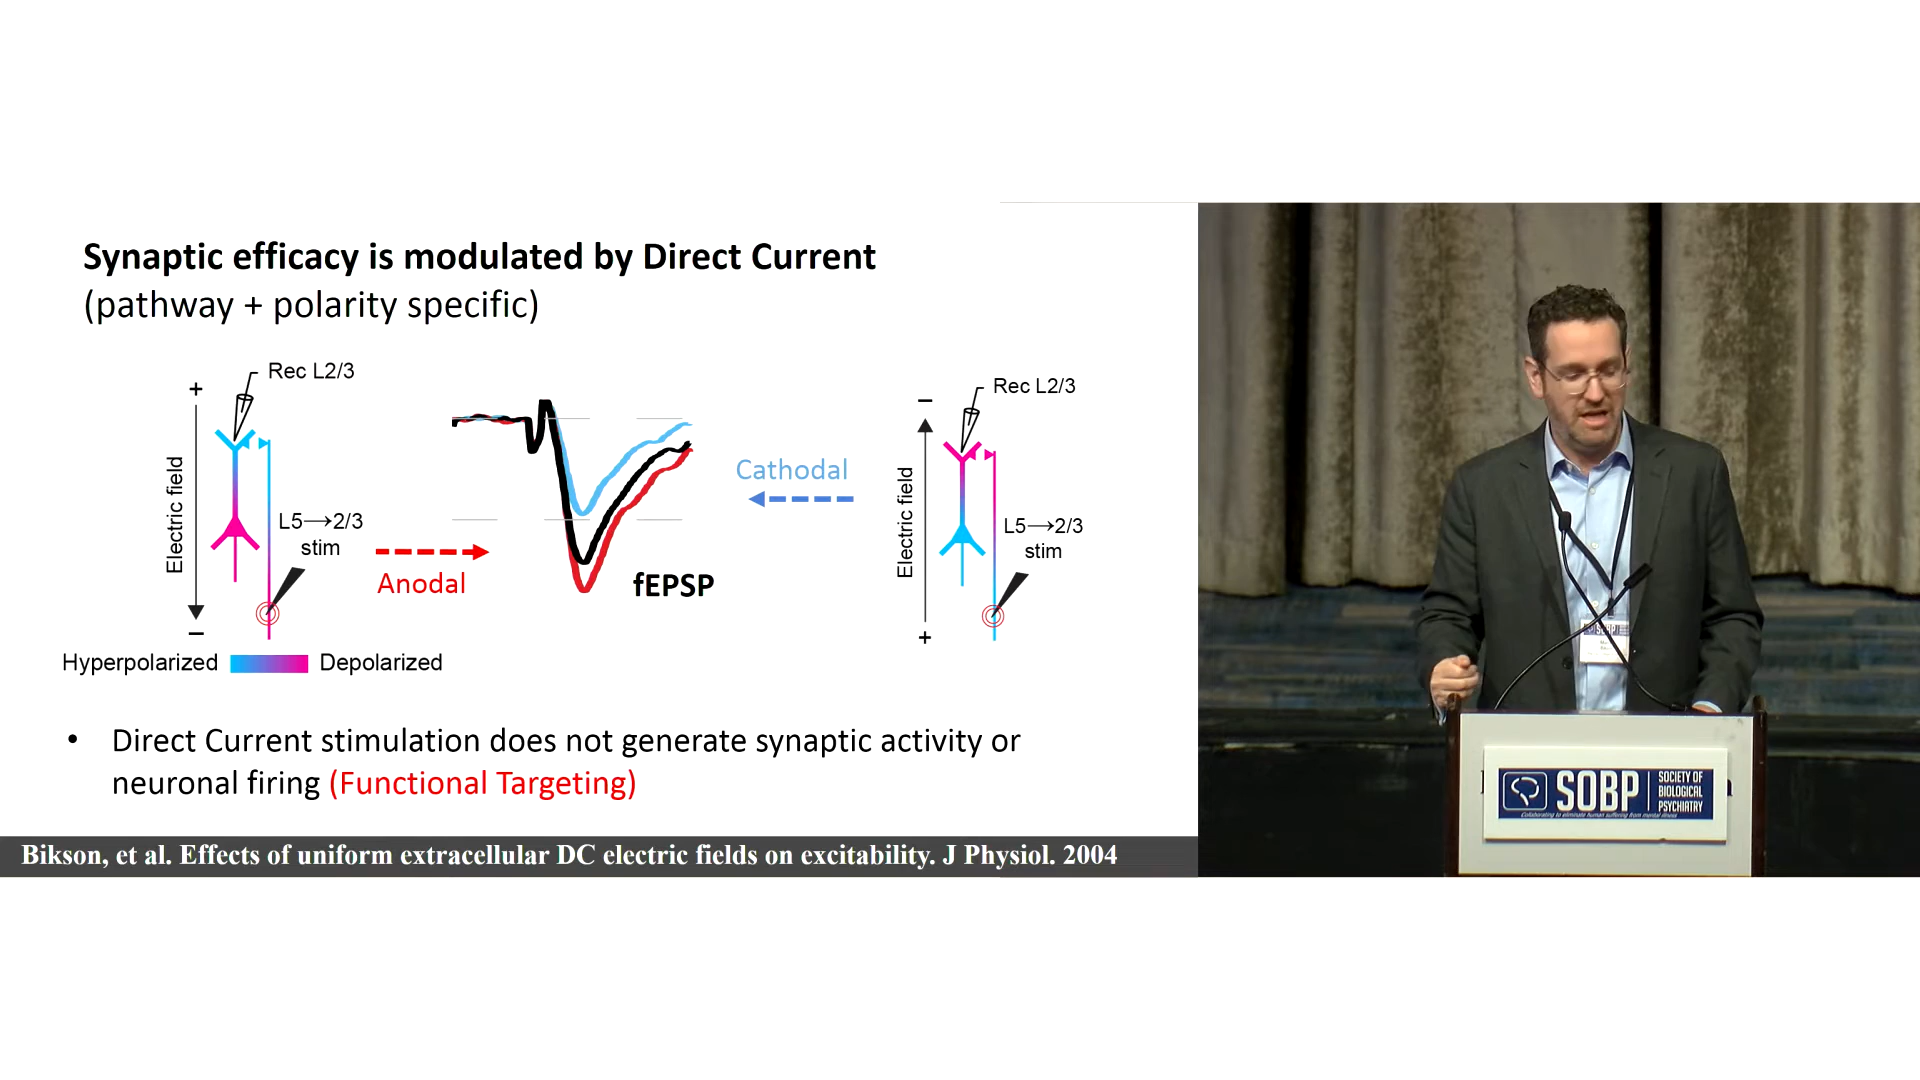 Synaptic efficacy is modulated by Direct Current
(pathway + polarity specific)
+
Rec L2/3
Electric field
L5→2/3
stim
−
Hyperpolarized
Depolarized
Anodal
fEPSP
Cathodal
−
Rec L2/3
Electric field
L5→2/3
stim
+
• Direct Current stimulation does not generate synaptic activity or
neuronal firing (Functional Targeting)
Bikson, et al. Effects of uniform extracellular DC electric fields on excitability. J Physiol. 2004
SOBP
SOBP
SOCIETY OF
BIOLOGICAL
PSYCHIATRY
Collaborating to eliminate human suffering from mental illness